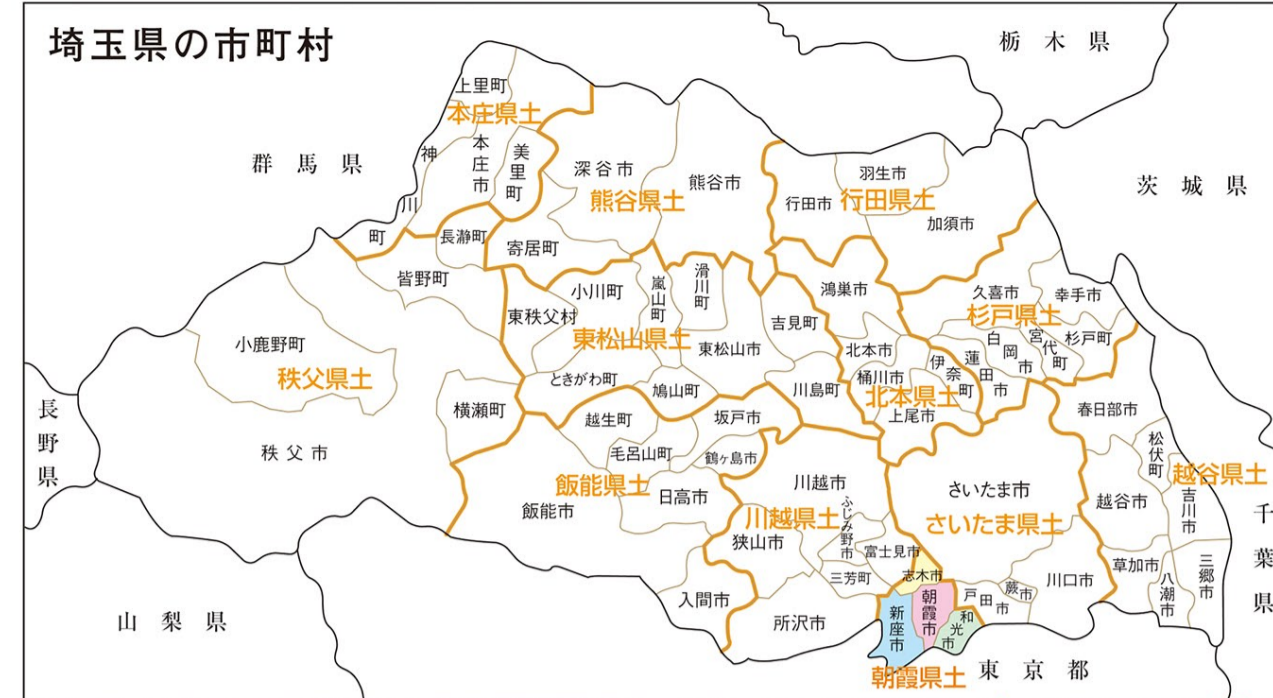 埼玉県の市町村
栃木県
群馬県
茨城県
長野県
山梨県
東京都
千葉県
上里町
本庄県土
神川町
本庄市
美里町
深谷市
熊谷市
熊谷県土
寄居町
長瀞町
皆野町
小鹿野町
秩父県土
秩父市
横瀬町
行田市
羽生市
行田県土
加須市
東秩父村
小川町
嵐山町
滑川町
東松山県土
東松山市
吉見町
ときがわ町
鳩山町
川島町
鴻巣市
北本市
桶川市
伊奈町
北本県土
上尾市
久喜市
幸手市
杉戸県土
白岡市
宮代町
杉戸町
蓮田市
春日部市
松伏町
越谷県土
越谷市
吉川市
草加市
八潮市
三郷市
越生町
坂戸市
毛呂山町
鶴ヶ島市
飯能県土
日高市
飯能市
入間市
川越市
川越県土
ふじみ野市
狭山市
富士見市
三芳町
所沢市
さいたま市
さいたま県土
川口市
蕨市
戸田市
志木市
朝霞市
新座市
和光市
朝霞県土